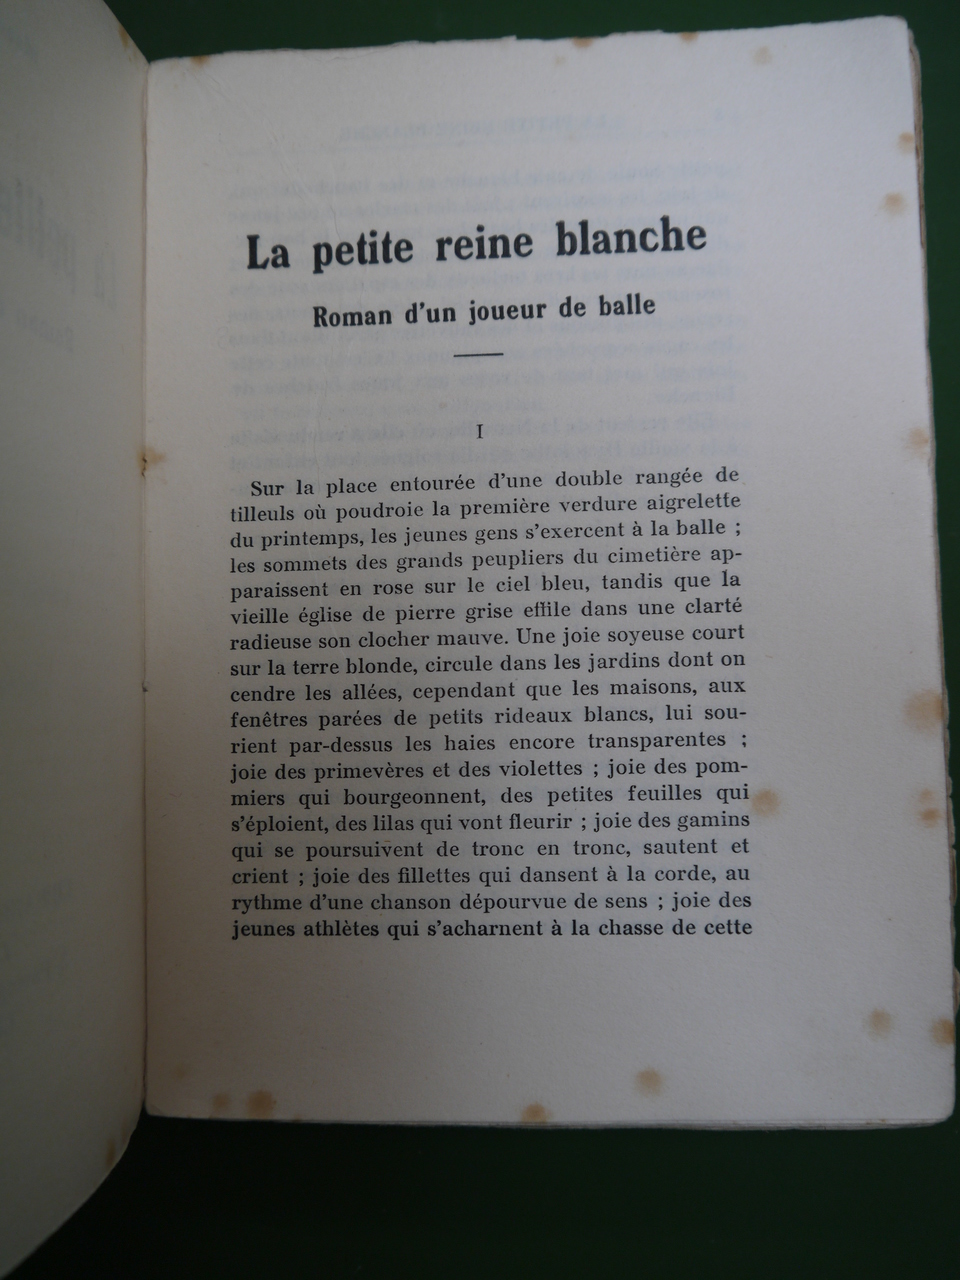 La petite reine blanche
Roman d'un joueur de balle
I
Sur la place entourée d'une double rangée de
tilleuls où poudroie la première verdure aigrelette
du printemps, les jeunes gens s'exercent à la balle ;
les sommets des grands peupliers du cimetière ap-
paraissent en rose sur le ciel bleu, tandis que la
vieille église de pierre grise effile dans une clarté
radieuse son clocher mauve. Une joie soyeuse court
sur la terre blonde, circule dans les jardins dont on
cendre les allées, cependant que les maisons, aux
fenêtres parées de petits rideaux blancs, lui sou-
rient par-dessus les haies encore transparentes ;
joie des primevères et des violettes ; joie des pom-
miers qui bourgeonnent, des petites feuilles qui
s'éploient, des lilas qui vont fleurir ; joie des gamins
qui se poursuivent de tronc en tronc, sautent et
crient ; joie des fillettes qui dansent à la corde, au
rythme d'une chanson dépourvue de sens ; joie des
jeunes athlètes qui s'acharnent à la chasse de cette